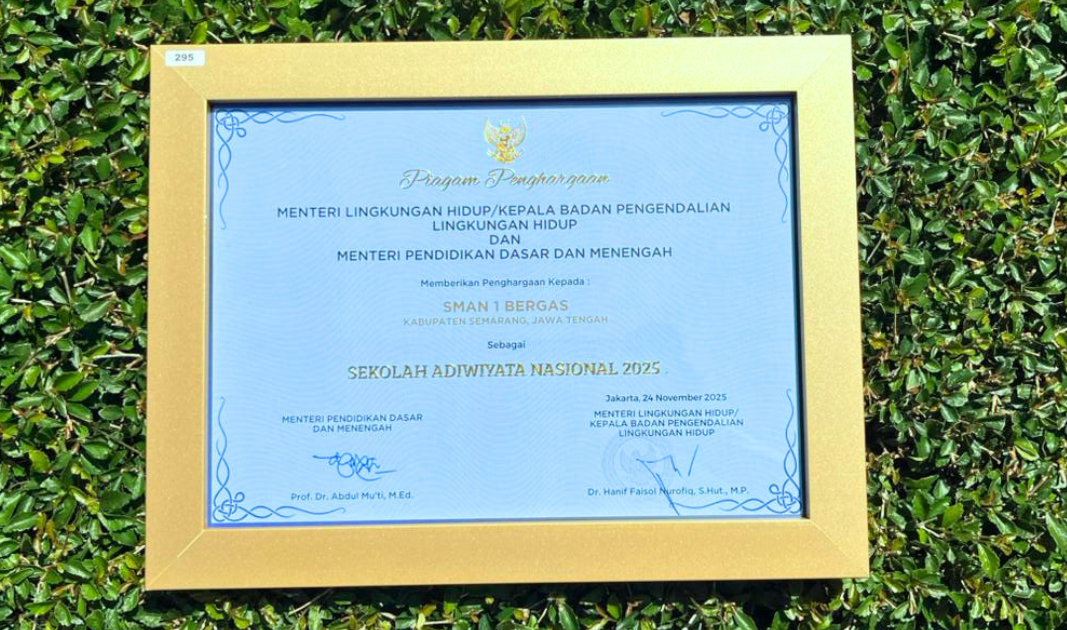 295
Piagam Penghargaan
MENTERI LINGKUNGAN HIDUP/KEPALA BADAN PENGENDALIAN
LINGKUNGAN HIDUP
DAN
MENTERI PENDIDIKAN DASAR DAN MENENGAH
Memberikan Penghargaan Kepada :
SMAN 1 BERGAS
KABUPATEN SEMARANG, JAWA TENGAH
Sebagai
SEKOLAH ADIWIYATA NASIONAL 2025
Jakarta, 24 November 2025
MENTERI PENDIDIKAN DASAR
DAN MENENGAH
Prof. Dr. Abdul Mu'ti, M.Ed.
MENTERI LINGKUNGAN HIDUP/
KEPALA BADAN PENGENDALIAN
LINGKUNGAN HIDUP
Dr. Hanif Faisol Nurofiq, S.Hut., M.P.